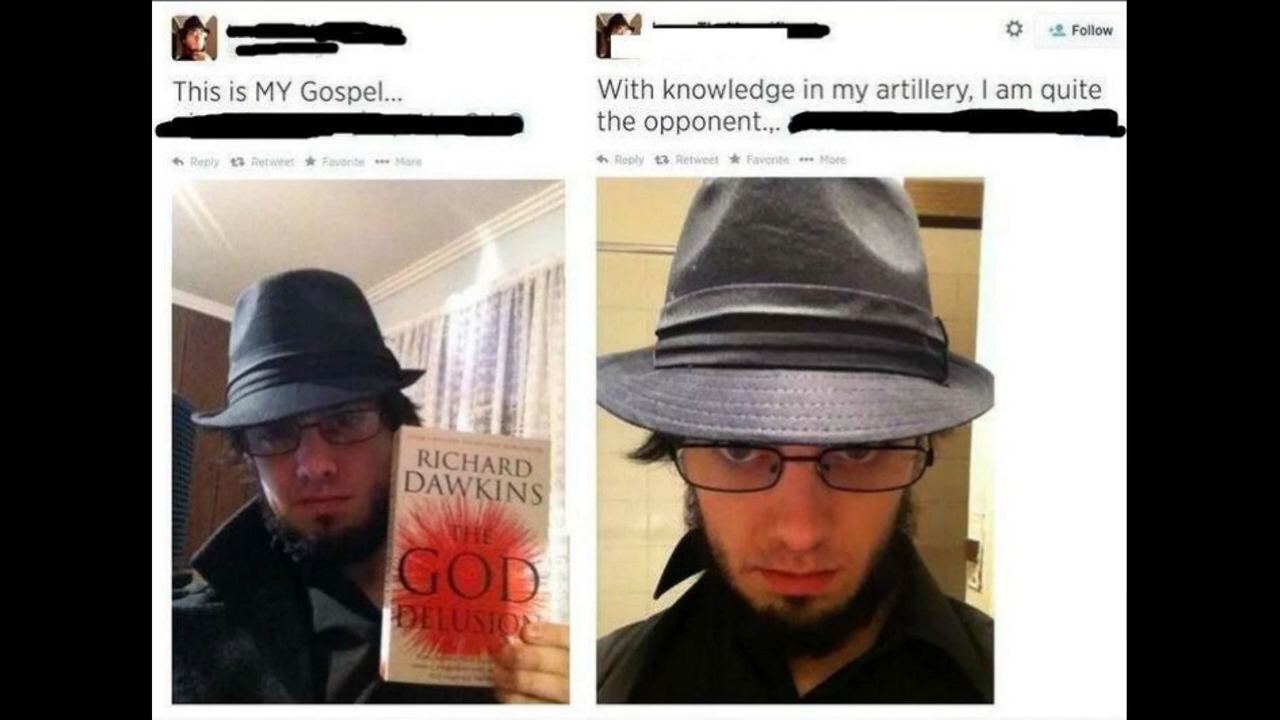 This is MY Gospel...
Reply Retweet Favorite More
RICHARD
DAWKINS
THE
GOD
DELUSION
Follow
With knowledge in my artillery, I am quite
the opponent.,.
Reply Retweet Favorite More